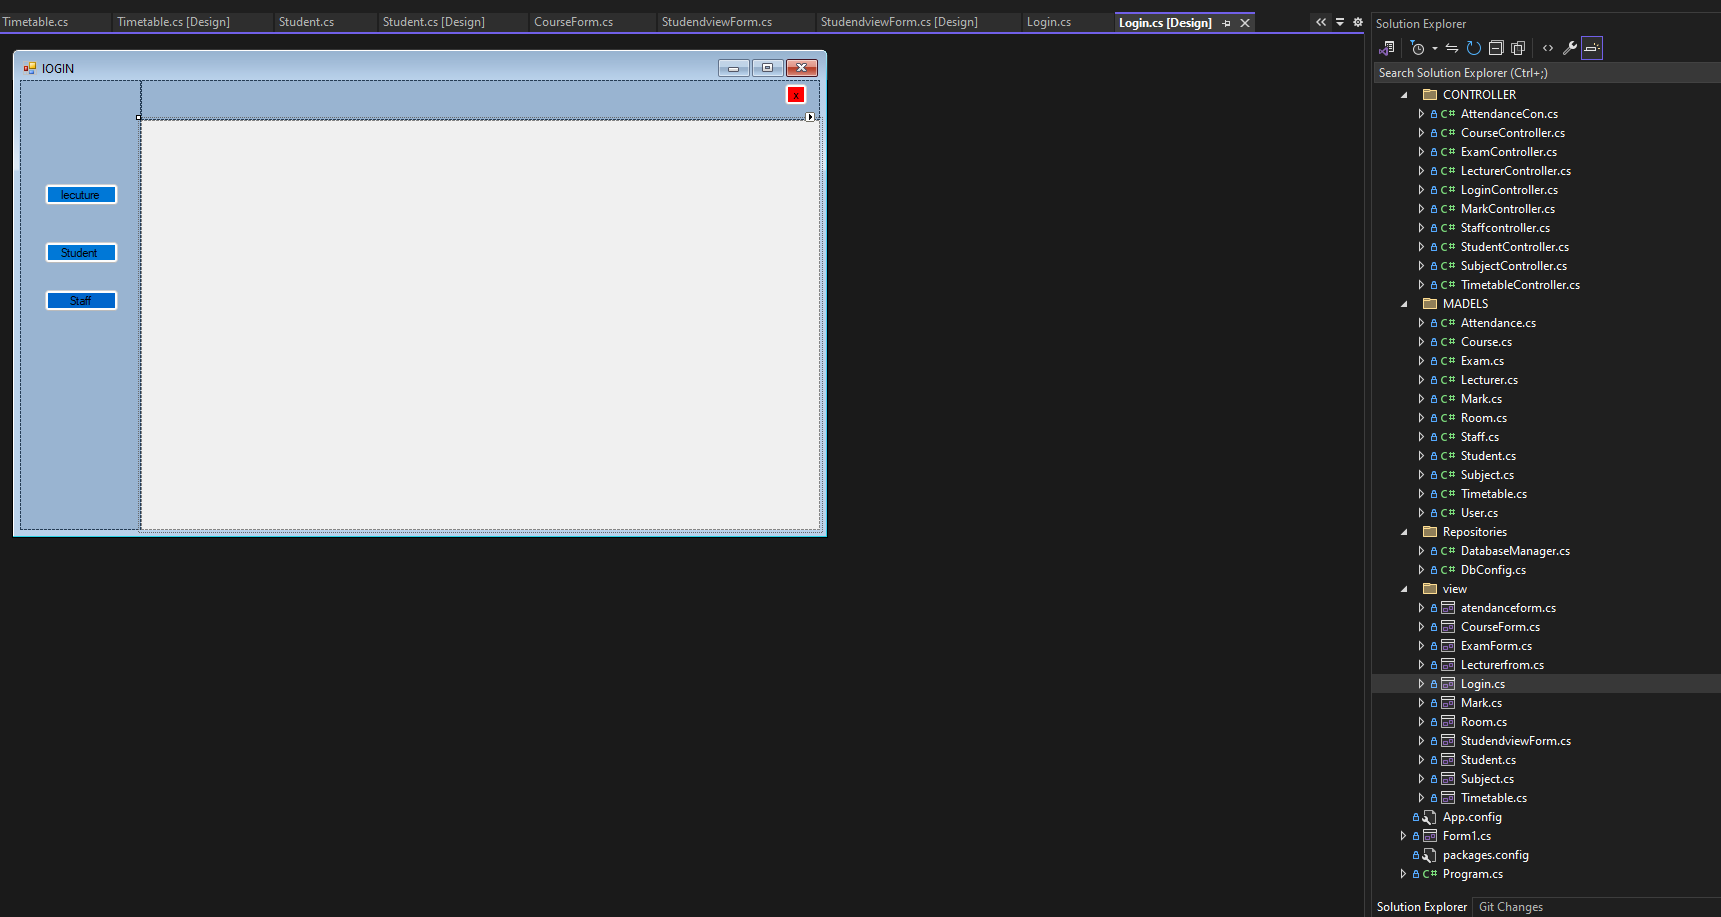 Timetable.cs
Timetable.cs [Design]
Student.cs
Student.cs [Design]
CourseForm.cs
StudendviewForm.cs
StudendviewForm.cs [Design]
Login.cs
Login.cs [Design]
lOGIN
x
lecuture
Student
Staff
Solution Explorer
Search Solution Explorer (Ctrl+;)
CONTROLLER
C# AttendanceCon.cs
C# CourseController.cs
C# ExamController.cs
C# LecturerController.cs
C# LoginController.cs
C# MarkController.cs
C# Staffcontroller.cs
C# StudentController.cs
C# SubjectController.cs
C# TimetableController.cs
MADELS
C# Attendance.cs
C# Course.cs
C# Exam.cs
C# Lecturer.cs
C# Mark.cs
C# Room.cs
C# Staff.cs
C# Student.cs
C# Subject.cs
C# Timetable.cs
C# User.cs
Repositories
C# DatabaseManager.cs
C# DbConfig.cs
view
atendanceform.cs
CourseForm.cs
ExamForm.cs
Lecturerfrom.cs
Login.cs
Mark.cs
Room.cs
StudendviewForm.cs
Student.cs
Subject.cs
Timetable.cs
App.config
Form1.cs
packages.config
C# Program.cs
Solution Explorer
Git Changes